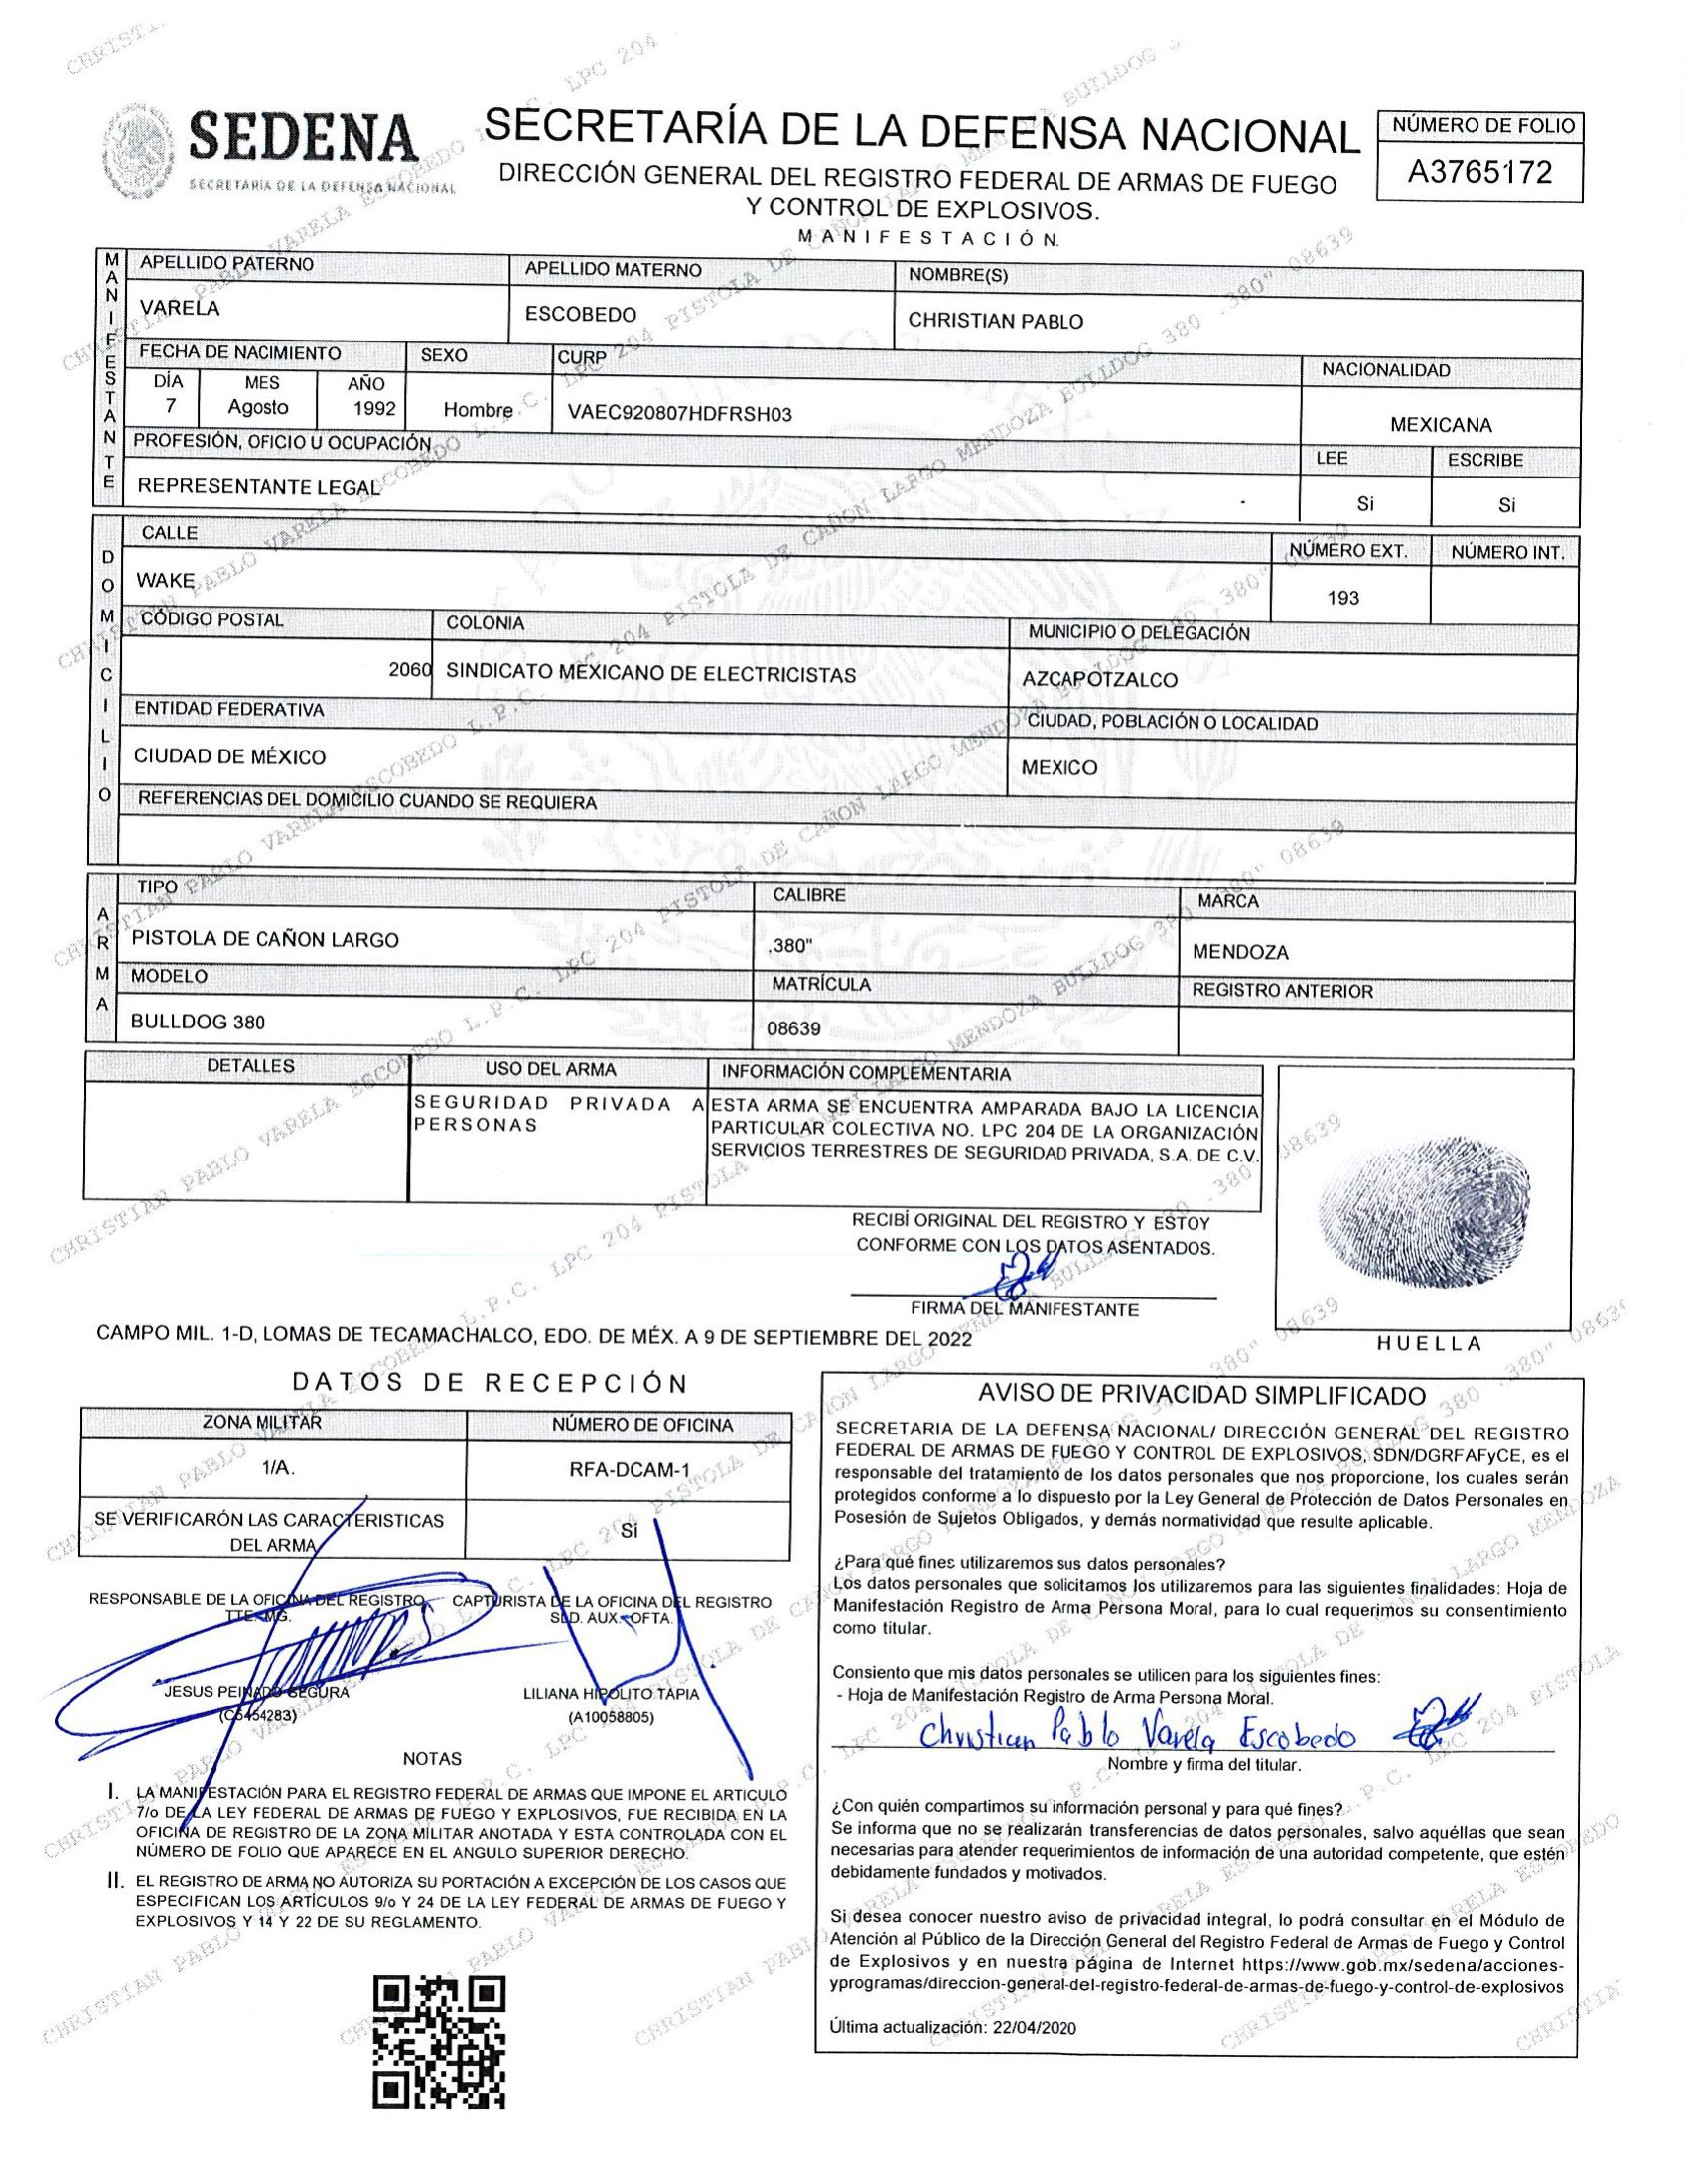 SEDENA
SECRETARÍA DE LA DEFENSA NACIONAL
SECRETARÍA DE LA DEFENSA NACIONAL
DIRECCIÓN GENERAL DEL REGISTRO FEDERAL DE ARMAS DE FUEGO
Y CONTROL DE EXPLOSIVOS.
MANIFESTACIÓN.
NÚMERO DE FOLIO
A3765172
MANIFESTANTE
APELLIDO PATERNO APELLIDO MATERNO NOMBRE(S)
VARELA ESCOBEDO CHRISTIAN PABLO
FECHA DE NACIMIENTO SEXO CURP NACIONALIDAD
DÍA MES AÑO
7 Agosto 1992 Hombre VAEC920807HDFRSH03 MEXICANA
PROFESIÓN, OFICIO U OCUPACIÓN LEE ESCRIBE
REPRESENTANTE LEGAL Si Si
DOMICILIO
CALLE NÚMERO EXT. NÚMERO INT.
WAKE 193
CÓDIGO POSTAL COLONIA MUNICIPIO O DELEGACIÓN
2060 SINDICATO MEXICANO DE ELECTRICISTAS AZCAPOTZALCO
ENTIDAD FEDERATIVA CIUDAD, POBLACIÓN O LOCALIDAD
CIUDAD DE MÉXICO MEXICO
REFERENCIAS DEL DOMICILIO CUANDO SE REQUIERA
ARMA
TIPO CALIBRE MARCA
PISTOLA DE CAÑON LARGO .380" MENDOZA
MODELO MATRÍCULA REGISTRO ANTERIOR
BULLDOG 380 08639
DETALLES USO DEL ARMA INFORMACIÓN COMPLEMENTARIA
SEGURIDAD PRIVADA A PERSONAS
ESTA ARMA SE ENCUENTRA AMPARADA BAJO LA LICENCIA
PARTICULAR COLECTIVA NO. LPC 204 DE LA ORGANIZACIÓN
SERVICIOS TERRESTRES DE SEGURIDAD PRIVADA, S.A. DE C.V.
RECIBÍ ORIGINAL DEL REGISTRO Y ESTOY
CONFORME CON LOS DATOS ASENTADOS.
FIRMA DEL MANIFESTANTE
HUELLA
CAMPO MIL. 1-D, LOMAS DE TECAMACHALCO, EDO. DE MÉX. A 9 DE SEPTIEMBRE DEL 2022
DATOS DE RECEPCIÓN
ZONA MILITAR NÚMERO DE OFICINA
1/A. RFA-DCAM-1
SE VERIFICARÓN LAS CARACTERISTICAS
DEL ARMA Si
RESPONSABLE DE LA OFICINA DEL REGISTRO
TTE. MG.
JESUS PEINADO SEGURA
(C5454283)
CAPTURISTA DE LA OFICINA DEL REGISTRO
SLD. AUX. OFTA.
LILIANA HIPOLITO TAPIA
(A10058805)
NOTAS
I. LA MANIFESTACIÓN PARA EL REGISTRO FEDERAL DE ARMAS QUE IMPONE EL ARTICULO
7/o DE LA LEY FEDERAL DE ARMAS DE FUEGO Y EXPLOSIVOS, FUE RECIBIDA EN LA
OFICINA DE REGISTRO DE LA ZONA MILITAR ANOTADA Y ESTA CONTROLADA CON EL
NÚMERO DE FOLIO QUE APARECE EN EL ANGULO SUPERIOR DERECHO.
II. EL REGISTRO DE ARMA NO AUTORIZA SU PORTACIÓN A EXCEPCIÓN DE LOS CASOS QUE
ESPECIFICAN LOS ARTÍCULOS 9/o Y 24 DE LA LEY FEDERAL DE ARMAS DE FUEGO Y
EXPLOSIVOS Y 14 Y 22 DE SU REGLAMENTO.
AVISO DE PRIVACIDAD SIMPLIFICADO
SECRETARIA DE LA DEFENSA NACIONAL/ DIRECCIÓN GENERAL DEL REGISTRO
FEDERAL DE ARMAS DE FUEGO Y CONTROL DE EXPLOSIVOS, SDN/DGRFAFyCE, es el
responsable del tratamiento de los datos personales que nos proporcione, los cuales serán
protegidos conforme a lo dispuesto por la Ley General de Protección de Datos Personales en
Posesión de Sujetos Obligados, y demás normatividad que resulte aplicable.
¿Para qué fines utilizaremos sus datos personales?
Los datos personales que solicitamos los utilizaremos para las siguientes finalidades: Hoja de
Manifestación Registro de Arma Persona Moral, para lo cual requerimos su consentimiento
como titular.
Consiento que mis datos personales se utilicen para los siguientes fines:
- Hoja de Manifestación Registro de Arma Persona Moral.
Christian Pablo Varela Escobedo
Nombre y firma del titular.
¿Con quién compartimos su información personal y para qué fines?
Se informa que no se realizarán transferencias de datos personales, salvo aquéllas que sean
necesarias para atender requerimientos de información de una autoridad competente, que estén
debidamente fundados y motivados.
Si desea conocer nuestro aviso de privacidad integral, lo podrá consultar en el Módulo de
Atención al Público de la Dirección General del Registro Federal de Armas de Fuego y Control
de Explosivos y en nuestra página de Internet https://www.gob.mx/sedena/acciones-
yprogramas/direccion-general-del-registro-federal-de-armas-de-fuego-y-control-de-explosivos
Última actualización: 22/04/2020
CHRISTIAN PABLO VARELA ESCOBEDO L.P.C. LPC 204 PISTOLA DE CAÑON LARGO MENDOZA BULLDOG 380 .380" 08639